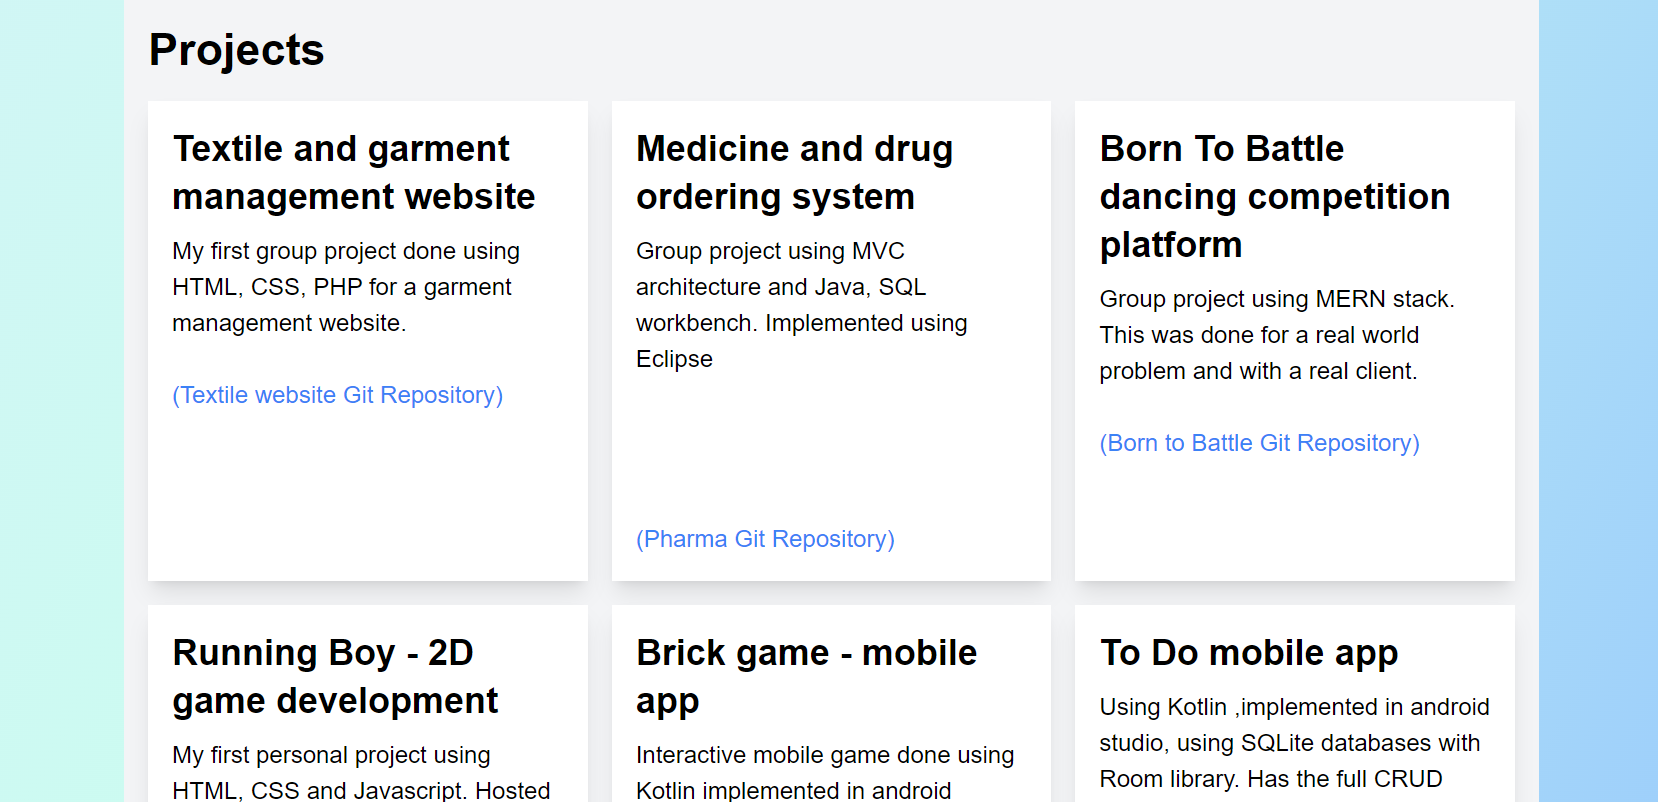 Projects
Textile and garment
management website
My first group project done using
HTML, CSS, PHP for a garment
management website.
(Textile website Git Repository)
Medicine and drug
ordering system
Group project using MVC
architecture and Java, SQL
workbench. Implemented using
Eclipse
(Pharma Git Repository)
Born To Battle
dancing competition
platform
Group project using MERN stack.
This was done for a real world
problem and with a real client.
(Born to Battle Git Repository)
Running Boy - 2D
game development
My first personal project using
HTML, CSS and Javascript. Hosted
Brick game - mobile
app
Interactive mobile game done using
Kotlin implemented in android
To Do mobile app
Using Kotlin ,implemented in android
studio, using SQLite databases with
Room library. Has the full CRUD